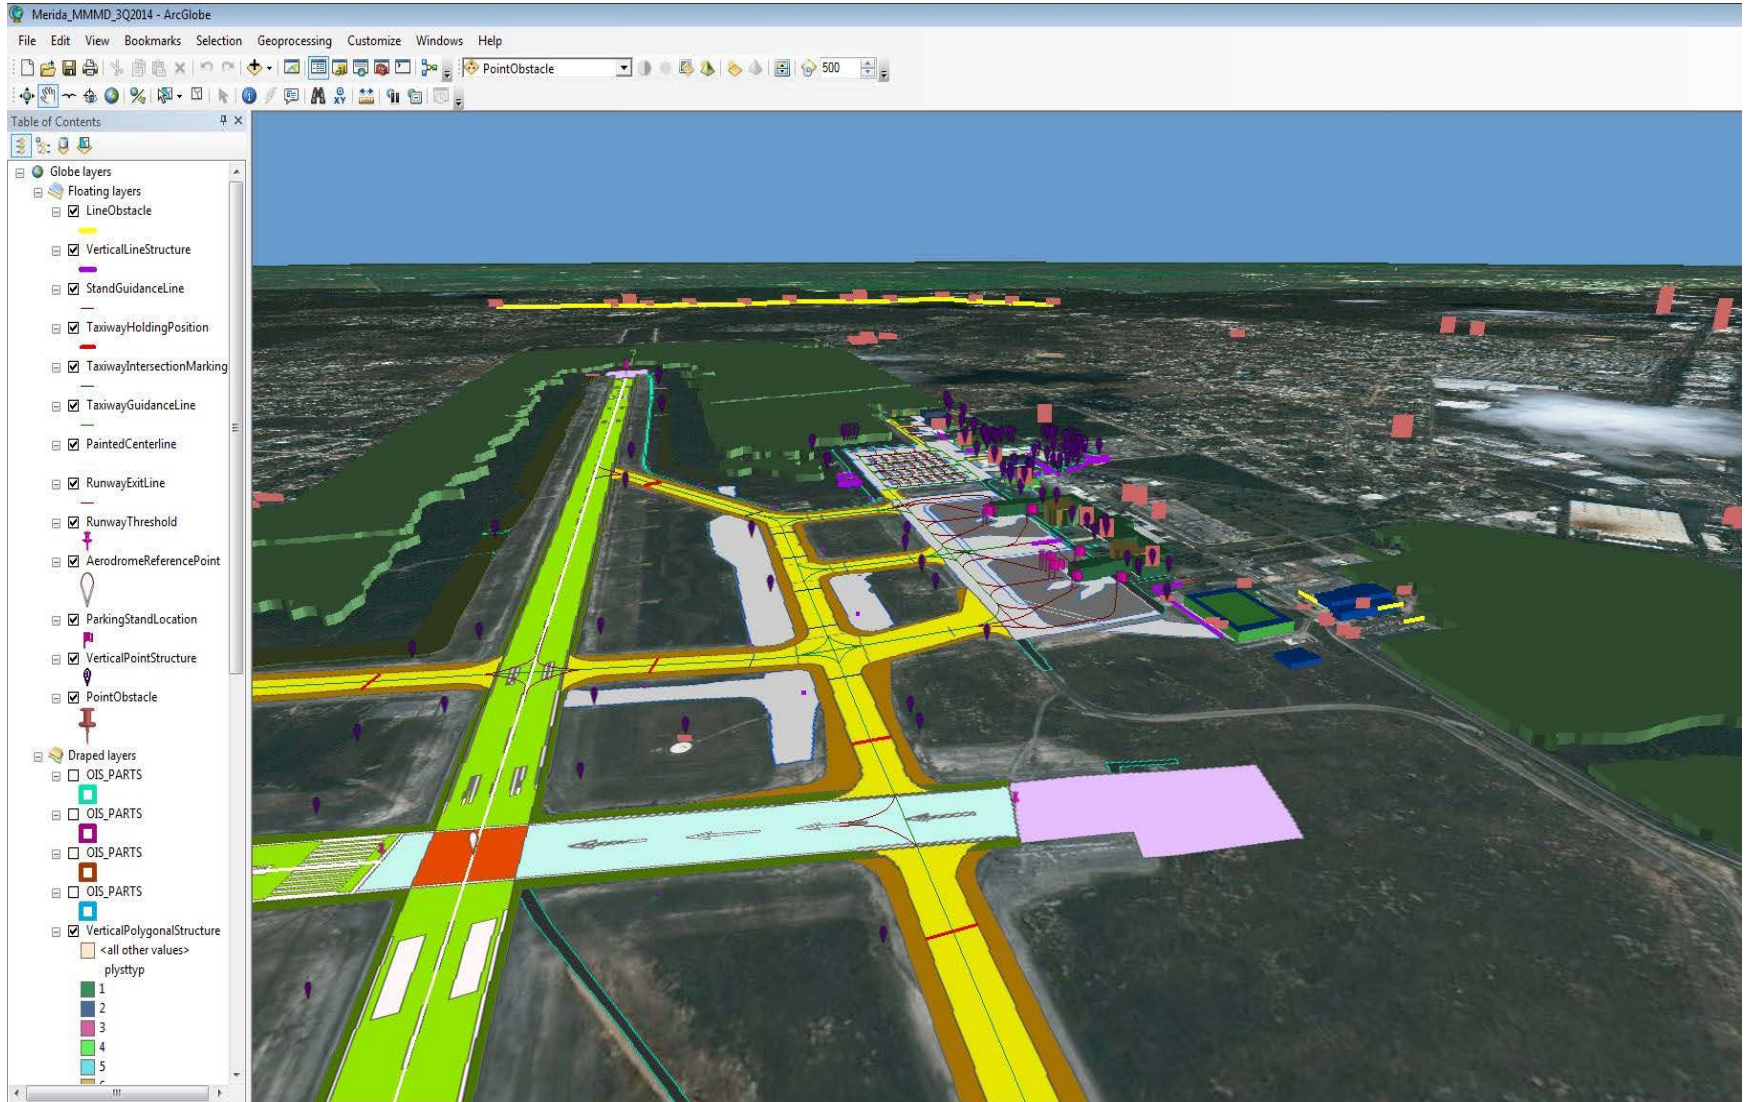 Merida_MMMD_3Q2014 - ArcGlobe
File Edit View Bookmarks Selection Geoprocessing Customize Windows Help
PointObstacle 500
Table of Contents
Globe layers
Floating layers
LineObstacle
VerticalLineStructure
StandGuidanceLine
TaxiwayHoldingPosition
TaxiwayIntersectionMarking
TaxiwayGuidanceLine
PaintedCenterline
RunwayExitLine
RunwayThreshold
AerodromeReferencePoint
ParkingStandLocation
VerticalPointStructure
PointObstacle
Draped layers
OIS_PARTS
OIS_PARTS
OIS_PARTS
OIS_PARTS
VerticalPolygonalStructure
<all other values>
plysttyp
1
2
3
4
5